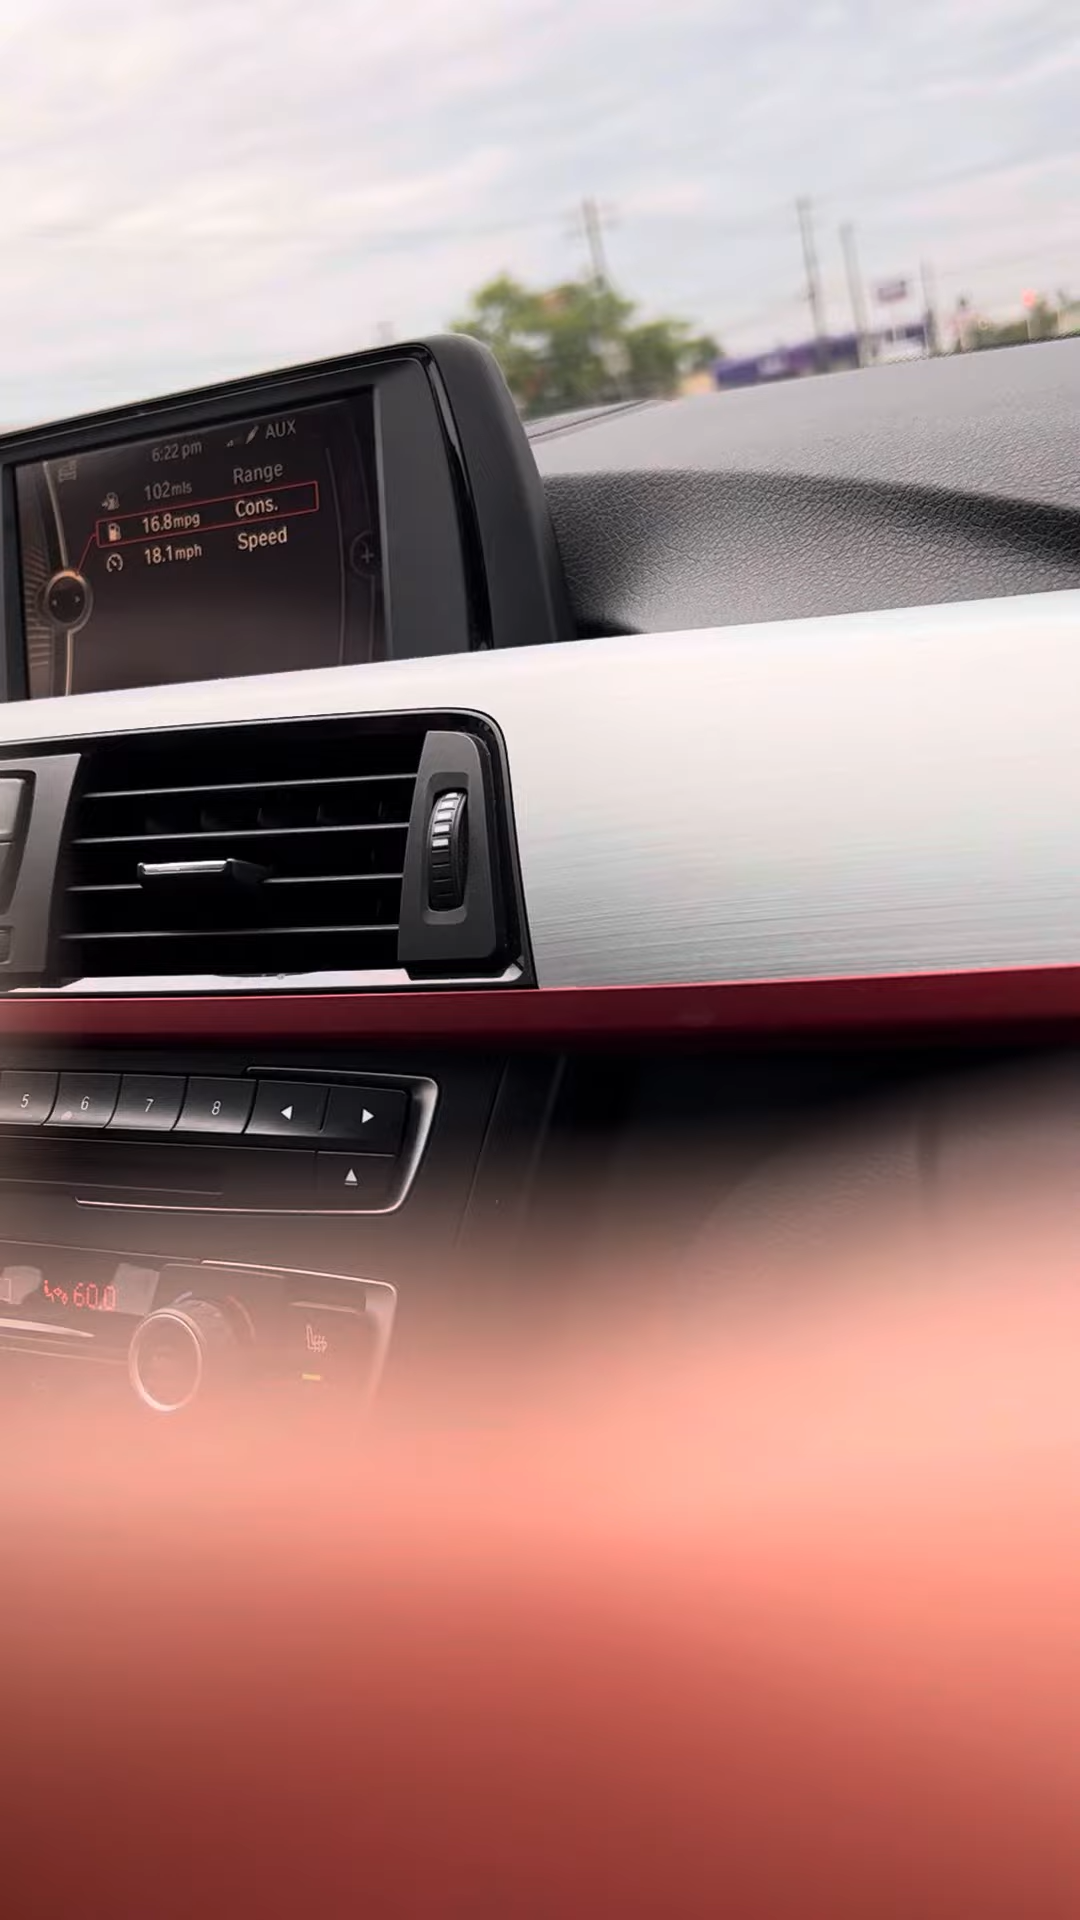 6:22 pm AUX
102mls Range
16.8mpg Cons.
18.1mph Speed
5 6 7 8
60.0